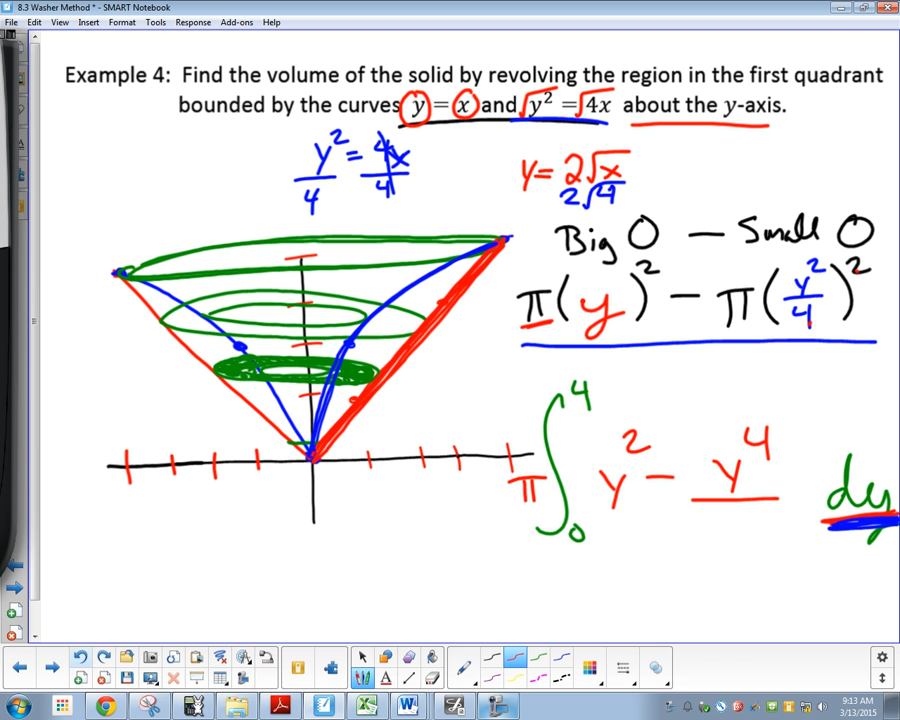 8.3 Washer Method * - SMART Notebook
File Edit View Insert Format Tools Response Add-ons Help
Example 4: Find the volume of the solid by revolving the region in the first quadrant
bounded by the curves y = x and √y² = √4x about the y-axis.
y² = 4x
4 4
y = 2√x
2√4
Big O — Small O
π(y)² − π(y²/4)²
π ∫₀⁴ y² − y⁴ dy
A
9:13 AM
3/13/2015